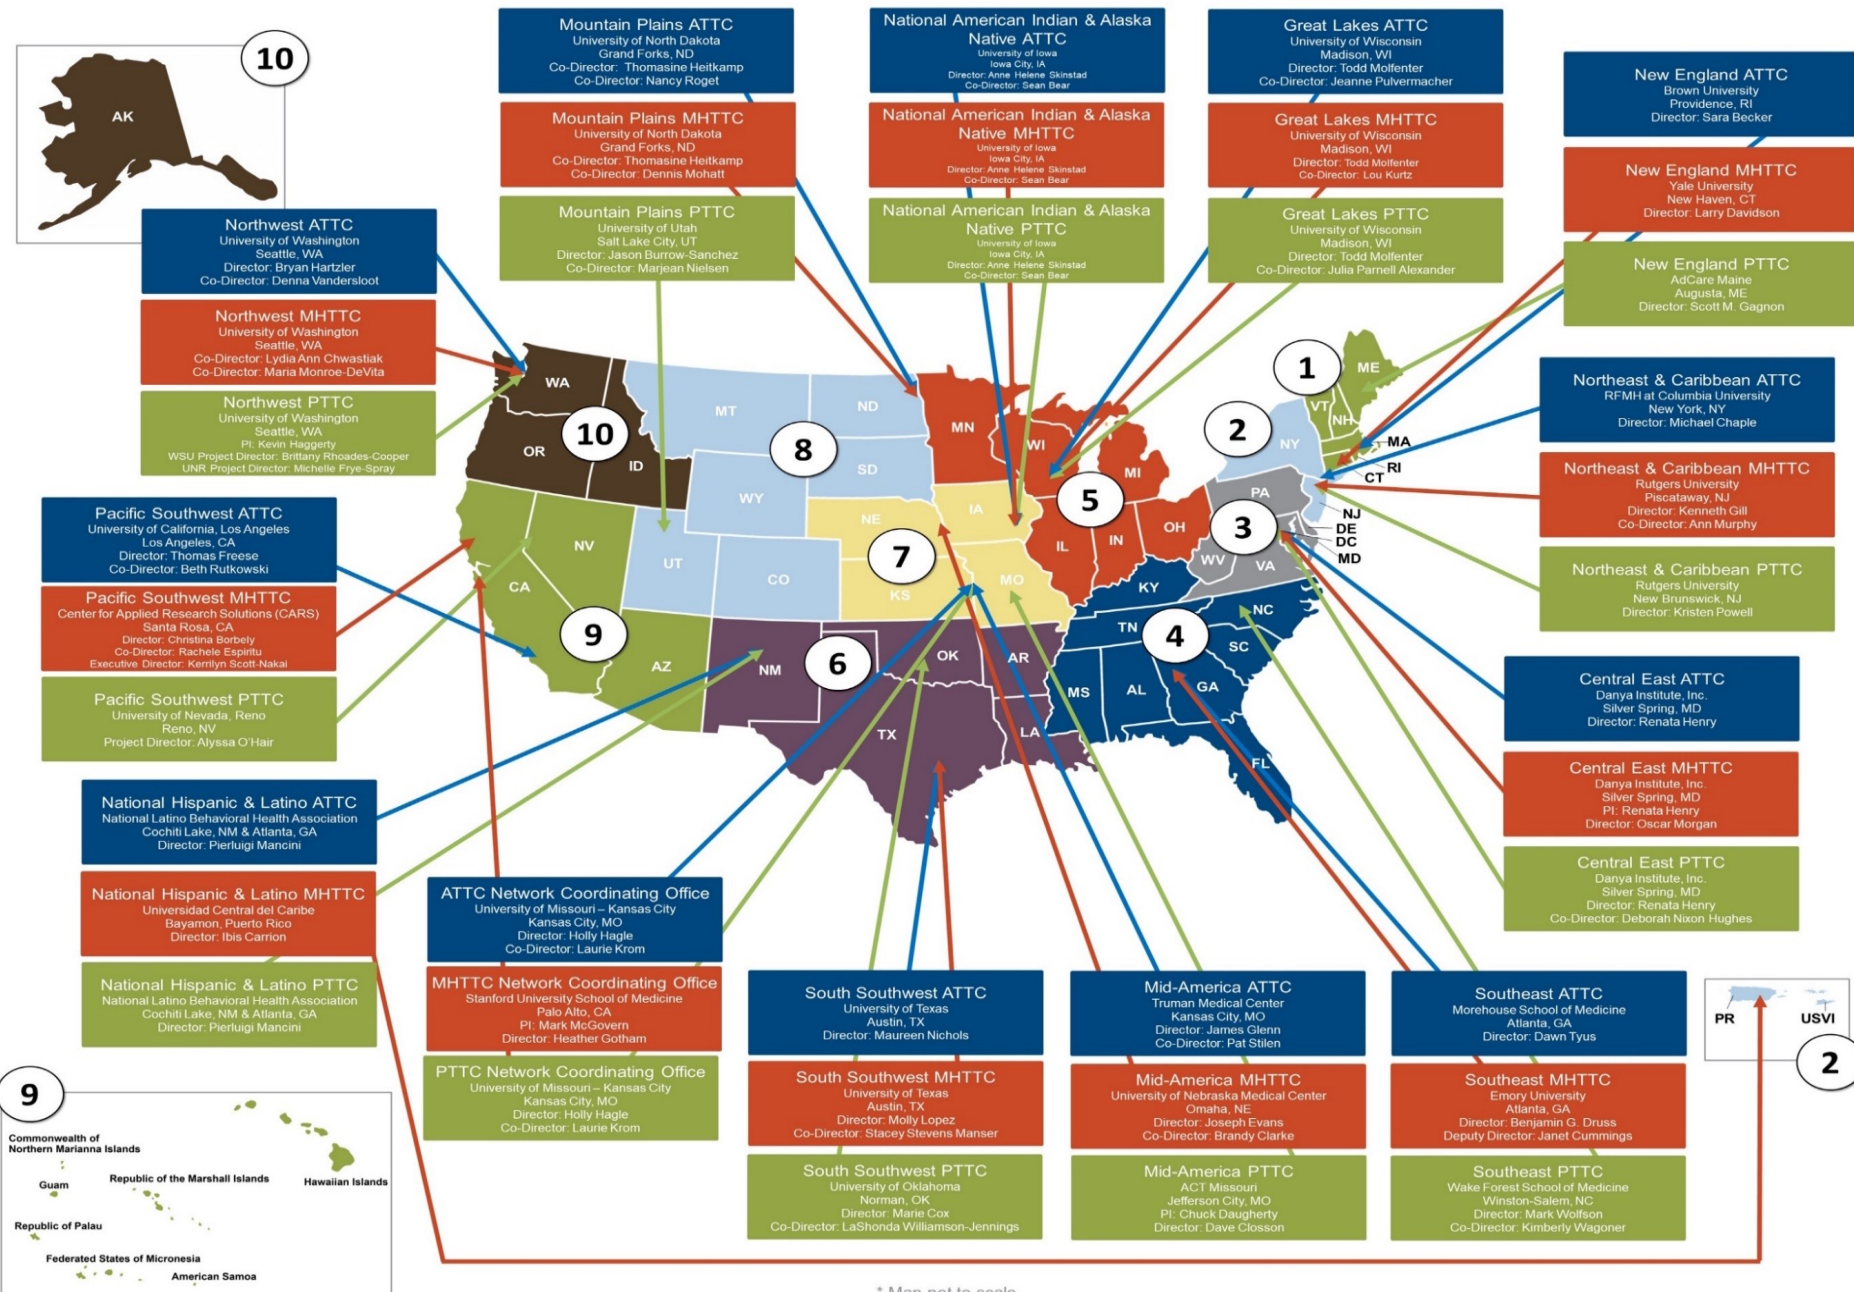 10
AK
Mountain Plains ATTC
University of North Dakota
Grand Forks, ND
Co-Director: Thomasine Heitkamp
Co-Director: Nancy Roget
Mountain Plains MHTTC
University of North Dakota
Grand Forks, ND
Co-Director: Thomasine Heitkamp
Co-Director: Dennis Mohatt
Mountain Plains PTTC
University of Utah
Salt Lake City, UT
Director: Jason Burrow-Sanchez
Co-Director: Marjean Nielsen
National American Indian & Alaska
Native ATTC
University of Iowa
Iowa City, IA
Director: Anne Helene Skinstad
Co-Director: Sean Bear
National American Indian & Alaska
Native MHTTC
University of Iowa
Iowa City, IA
Director: Anne Helene Skinstad
Co-Director: Sean Bear
National American Indian & Alaska
Native PTTC
University of Iowa
Iowa City, IA
Director: Anne Helene Skinstad
Co-Director: Sean Bear
Great Lakes ATTC
University of Wisconsin
Madison, WI
Director: Todd Molfenter
Co-Director: Jeanne Pulvermacher
Great Lakes MHTTC
University of Wisconsin
Madison, WI
Director: Todd Molfenter
Co-Director: Lou Kurtz
Great Lakes PTTC
University of Wisconsin
Madison, WI
Director: Todd Molfenter
Co-Director: Julia Parnell Alexander
New England ATTC
Brown University
Providence, RI
Director: Sara Becker
New England MHTTC
Yale University
New Haven, CT
Director: Larry Davidson
New England PTTC
AdCare Maine
Augusta, ME
Director: Scott M. Gagnon
Northwest ATTC
University of Washington
Seattle, WA
Director: Bryan Hartzler
Co-Director: Denna Vandersloot
Northwest MHTTC
University of Washington
Seattle, WA
Co-Director: Lydia Ann Chwastiak
Co-Director: Maria Monroe-DeVita
Northwest PTTC
University of Washington
Seattle, WA
PI: Kevin Haggerty
WSU Project Director: Brittany Rhoades-Cooper
UNR Project Director: Michelle Frye-Spray
Northeast & Caribbean ATTC
RFMH at Columbia University
New York, NY
Director: Michael Chaple
Northeast & Caribbean MHTTC
Rutgers University
Piscataway, NJ
Director: Kenneth Gill
Co-Director: Ann Murphy
Northeast & Caribbean PTTC
Rutgers University
New Brunswick, NJ
Director: Kristen Powell
Pacific Southwest ATTC
University of California, Los Angeles
Los Angeles, CA
Director: Thomas Freese
Co-Director: Beth Rutkowski
Pacific Southwest MHTTC
Center for Applied Research Solutions (CARS)
Santa Rosa, CA
Director: Christina Borbely
Co-Director: Rachele Espiritu
Executive Director: Kerrilyn Scott-Nakai
Pacific Southwest PTTC
University of Nevada, Reno
Reno, NV
Project Director: Alyssa O'Hair
WA
OR
ID
10
MT
ND
SD
WY
8
UT
CO
NE
KS
IA
MO
7
MN
WI
MI
5
IL
IN
OH
1
ME
VT
NH
MA
RI
CT
2
NY
NJ
PA
3
DE
DC
MD
WV
VA
CA
NV
AZ
9
NM
6
OK
AR
TX
LA
KY
TN
4
NC
SC
MS
AL
GA
FL
Central East ATTC
Danya Institute, Inc.
Silver Spring, MD
Director: Renata Henry
Central East MHTTC
Danya Institute, Inc.
Silver Spring, MD
PI: Renata Henry
Director: Oscar Morgan
Central East PTTC
Danya Institute, Inc.
Silver Spring, MD
Director: Renata Henry
Co-Director: Deborah Nixon Hughes
National Hispanic & Latino ATTC
National Latino Behavioral Health Association
Cochiti Lake, NM & Atlanta, GA
Director: Pierluigi Mancini
National Hispanic & Latino MHTTC
Universidad Central del Caribe
Bayamon, Puerto Rico
Director: Ibis Carrion
National Hispanic & Latino PTTC
National Latino Behavioral Health Association
Cochiti Lake, NM & Atlanta, GA
Director: Pierluigi Mancini
ATTC Network Coordinating Office
University of Missouri – Kansas City
Kansas City, MO
Director: Holly Hagle
Co-Director: Laurie Krom
MHTTC Network Coordinating Office
Stanford University School of Medicine
Palo Alto, CA
PI: Mark McGovern
Director: Heather Gotham
PTTC Network Coordinating Office
University of Missouri – Kansas City
Kansas City, MO
Director: Holly Hagle
Co-Director: Laurie Krom
South Southwest ATTC
University of Texas
Austin, TX
Director: Maureen Nichols
South Southwest MHTTC
University of Texas
Austin, TX
Director: Molly Lopez
Co-Director: Stacey Stevens Manser
South Southwest PTTC
University of Oklahoma
Norman, OK
Director: Marie Cox
Co-Director: LaShonda Williamson-Jennings
Mid-America ATTC
Truman Medical Center
Kansas City, MO
Director: James Glenn
Co-Director: Pat Stilen
Mid-America MHTTC
University of Nebraska Medical Center
Omaha, NE
Director: Joseph Evans
Co-Director: Brandy Clarke
Mid-America PTTC
ACT Missouri
Jefferson City, MO
PI: Chuck Daugherty
Director: Dave Closson
Southeast ATTC
Morehouse School of Medicine
Atlanta, GA
Director: Dawn Tyus
Southeast MHTTC
Emory University
Atlanta, GA
Director: Benjamin G. Druss
Deputy Director: Janet Cummings
Southeast PTTC
Wake Forest School of Medicine
Winston-Salem, NC
Director: Mark Wolfson
Co-Director: Kimberly Wagoner
PR
USVI
2
9
Commonwealth of
Northern Marianna Islands
Guam
Republic of the Marshall Islands
Hawaiian Islands
Republic of Palau
Federated States of Micronesia
American Samoa
* Map not to scale